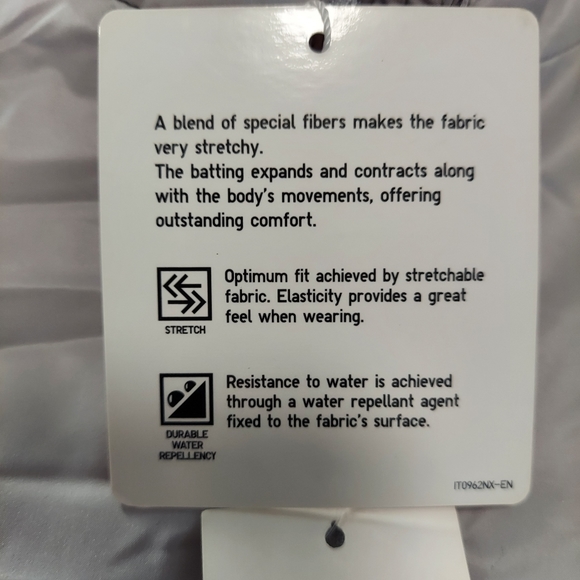 A blend of special fibers makes the fabric
very stretchy.
The batting expands and contracts along
with the body's movements, offering
outstanding comfort.
Optimum fit achieved by stretchable
fabric. Elasticity provides a great
feel when wearing.
STRETCH
Resistance to water is achieved
through a water repellant agent
fixed to the fabric's surface.
DURABLE
WATER
REPELLENCY
IT0962NX-EN